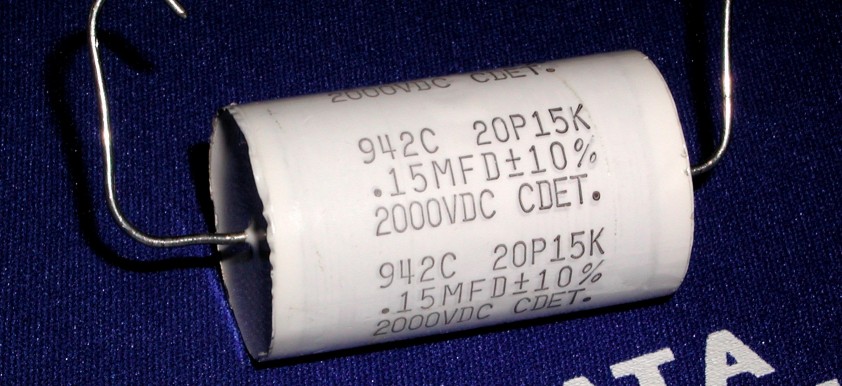 2000VDC CDET.
942C 20P15K
.15MFD±10%
2000VDC CDET.
942C 20P15K
.15MFD±10%
2000VDC CDET.